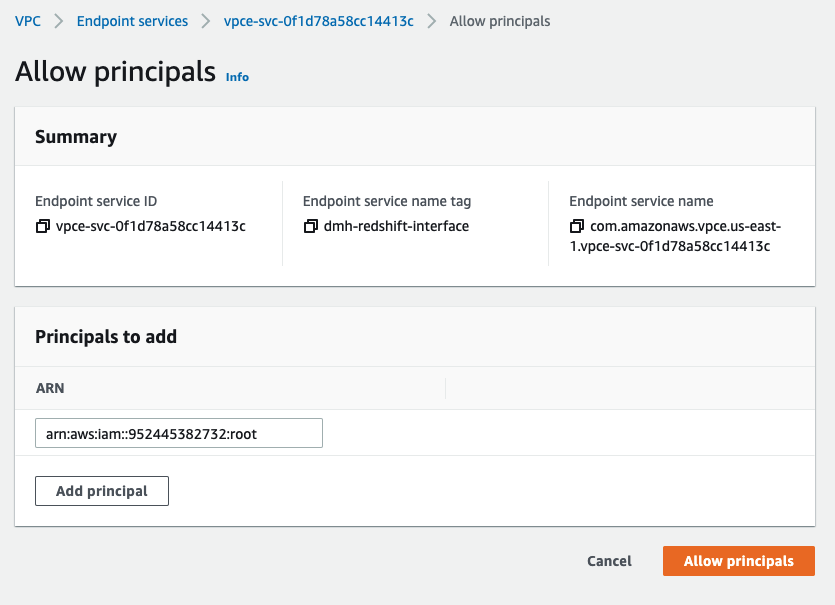 VPC > Endpoint services > vpce-svc-0f1d78a58cc14413c > Allow principals
Allow principals Info
Summary
Endpoint service ID
vpce-svc-0f1d78a58cc14413c
Endpoint service name tag
dmh-redshift-interface
Endpoint service name
com.amazonaws.vpce.us-east-
1.vpce-svc-0f1d78a58cc14413c
Principals to add
ARN
arn:aws:iam::952445382732:root
Add principal
Cancel
Allow principals